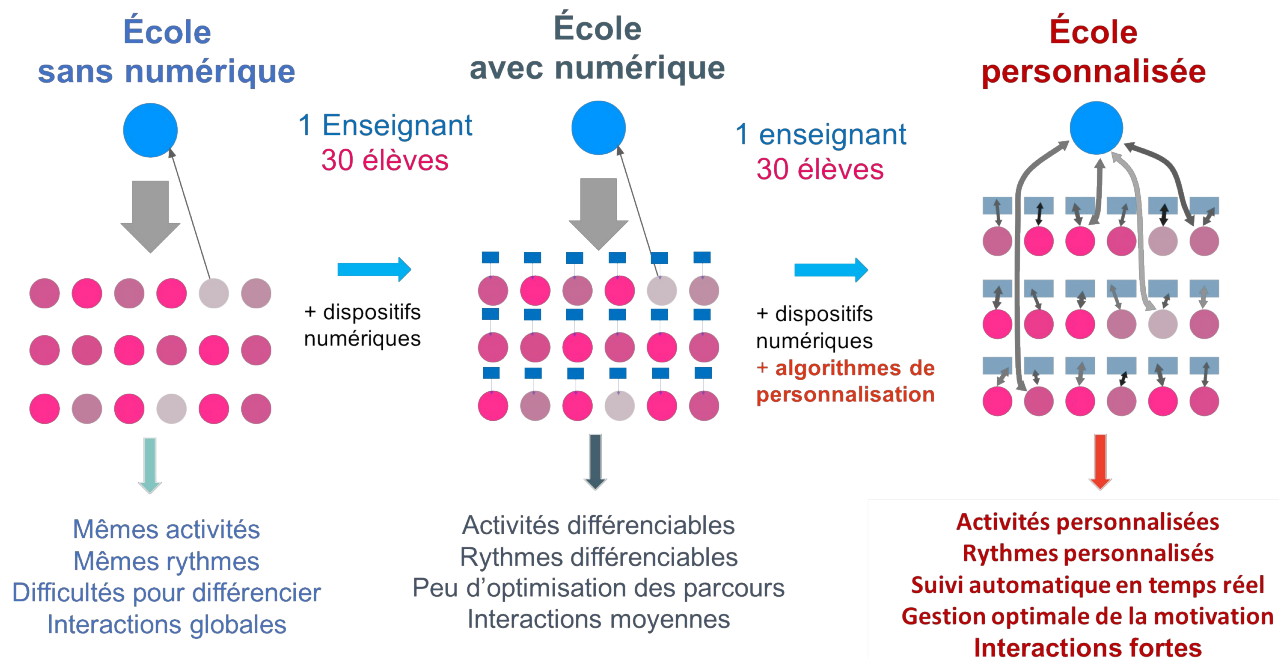 École
sans numérique
1 Enseignant
30 élèves
École
avec numérique
1 enseignant
30 élèves
École
personnalisée
+ dispositifs
numériques
+ dispositifs
numériques
+ algorithmes de
personnalisation
Mêmes activités
Mêmes rythmes
Difficultés pour différencier
Interactions globales
Activités différenciables
Rythmes différenciables
Peu d’optimisation des parcours
Interactions moyennes
Activités personnalisées
Rythmes personnalisés
Suivi automatique en temps réel
Gestion optimale de la motivation
Interactions fortes